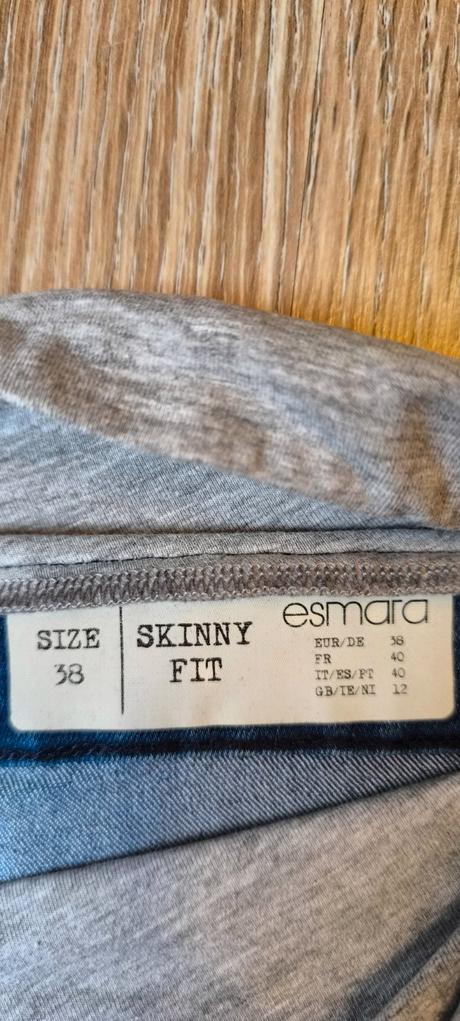 SIZE
38
SKINNY
FIT
esmara
EUR/DE 38
FR 40
IT/ES/PT 40
GB/IE/NI 12